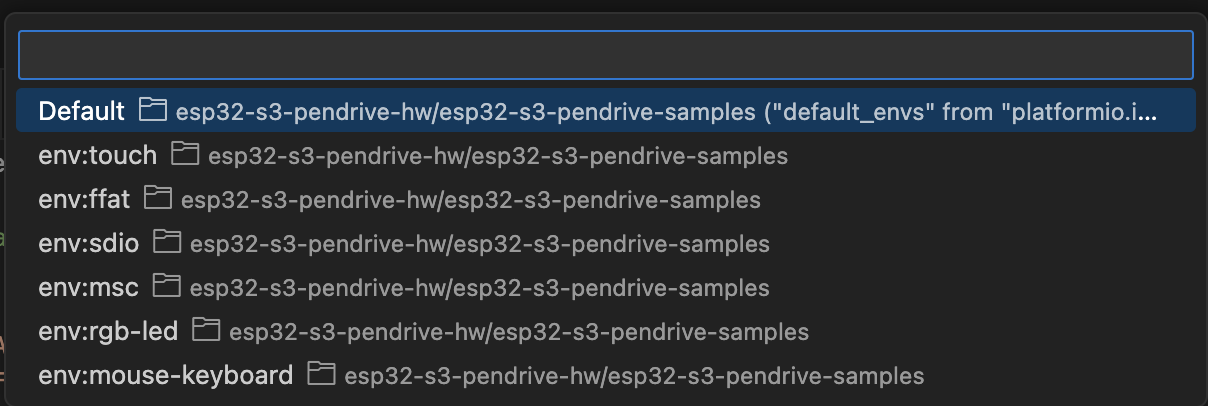 Default esp32-s3-pendrive-hw/esp32-s3-pendrive-samples ("default_envs" from "platformio.i...
env:touch esp32-s3-pendrive-hw/esp32-s3-pendrive-samples
env:ffat esp32-s3-pendrive-hw/esp32-s3-pendrive-samples
env:sdio esp32-s3-pendrive-hw/esp32-s3-pendrive-samples
env:msc esp32-s3-pendrive-hw/esp32-s3-pendrive-samples
env:rgb-led esp32-s3-pendrive-hw/esp32-s3-pendrive-samples
env:mouse-keyboard esp32-s3-pendrive-hw/esp32-s3-pendrive-samples